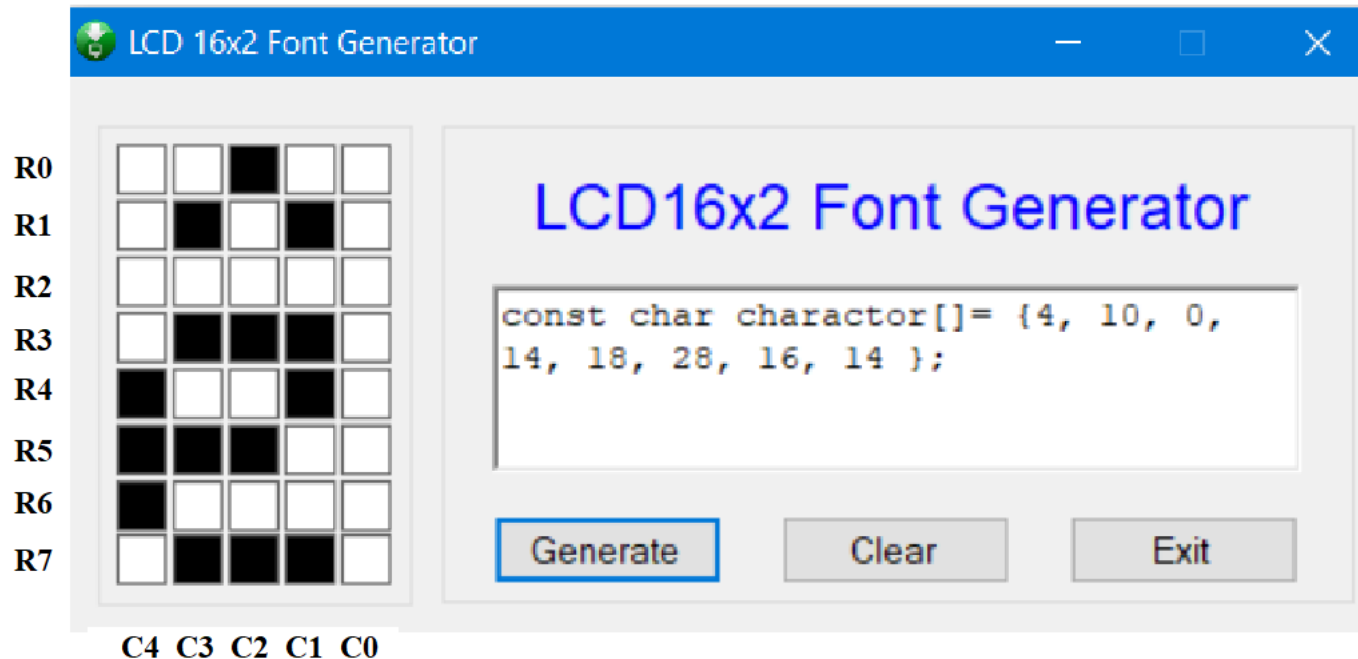 LCD 16x2 Font Generator
R0
R1
R2
R3
R4
R5
R6
R7
C4 C3 C2 C1 C0
LCD16x2 Font Generator
const char charactor[]= {4, 10, 0,
14, 18, 28, 16, 14 };
Generate Clear Exit